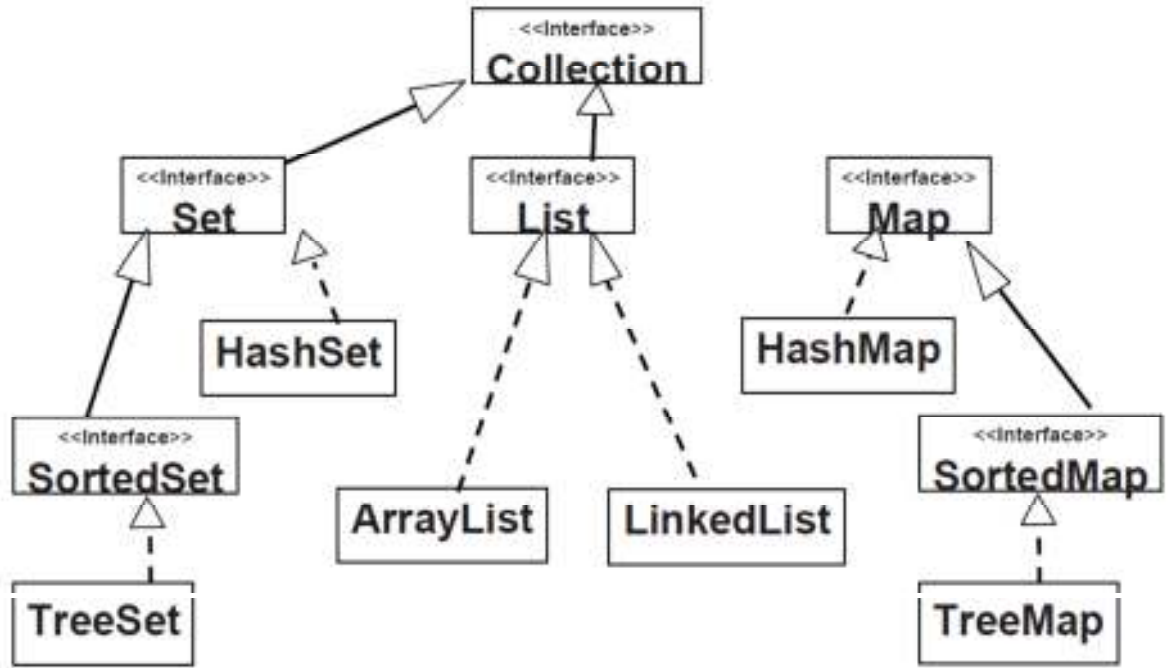 <<Interface>>
Collection
<<Interface>>
Set
<<Interface>>
List
<<Interface>>
Map
HashSet
HashMap
<<Interface>>
SortedSet
<<Interface>>
SortedMap
ArrayList
LinkedList
TreeSet
TreeMap